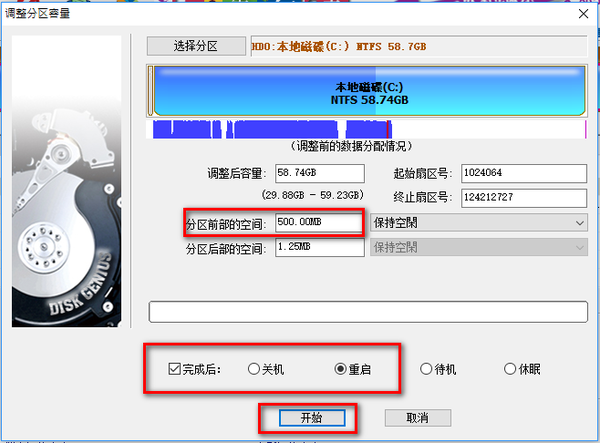 调整分区容量
选择分区
HD0:本地磁碟(C:) NTFS 58.7GB
本地磁碟(C:)
NTFS 58.74GB
(调整前的数据分配情况)
调整后容量: 58.74GB 起始扇区号: 1024064
(29.88GB - 59.23GB) 终止扇区号: 124212727
分区前部的空间: 500.00MB 保持空閑
分区后部的空间: 1.25MB 保持空閑
DISK GENIUS
完成后: 关机 重启 待机 休眠
开始 取消